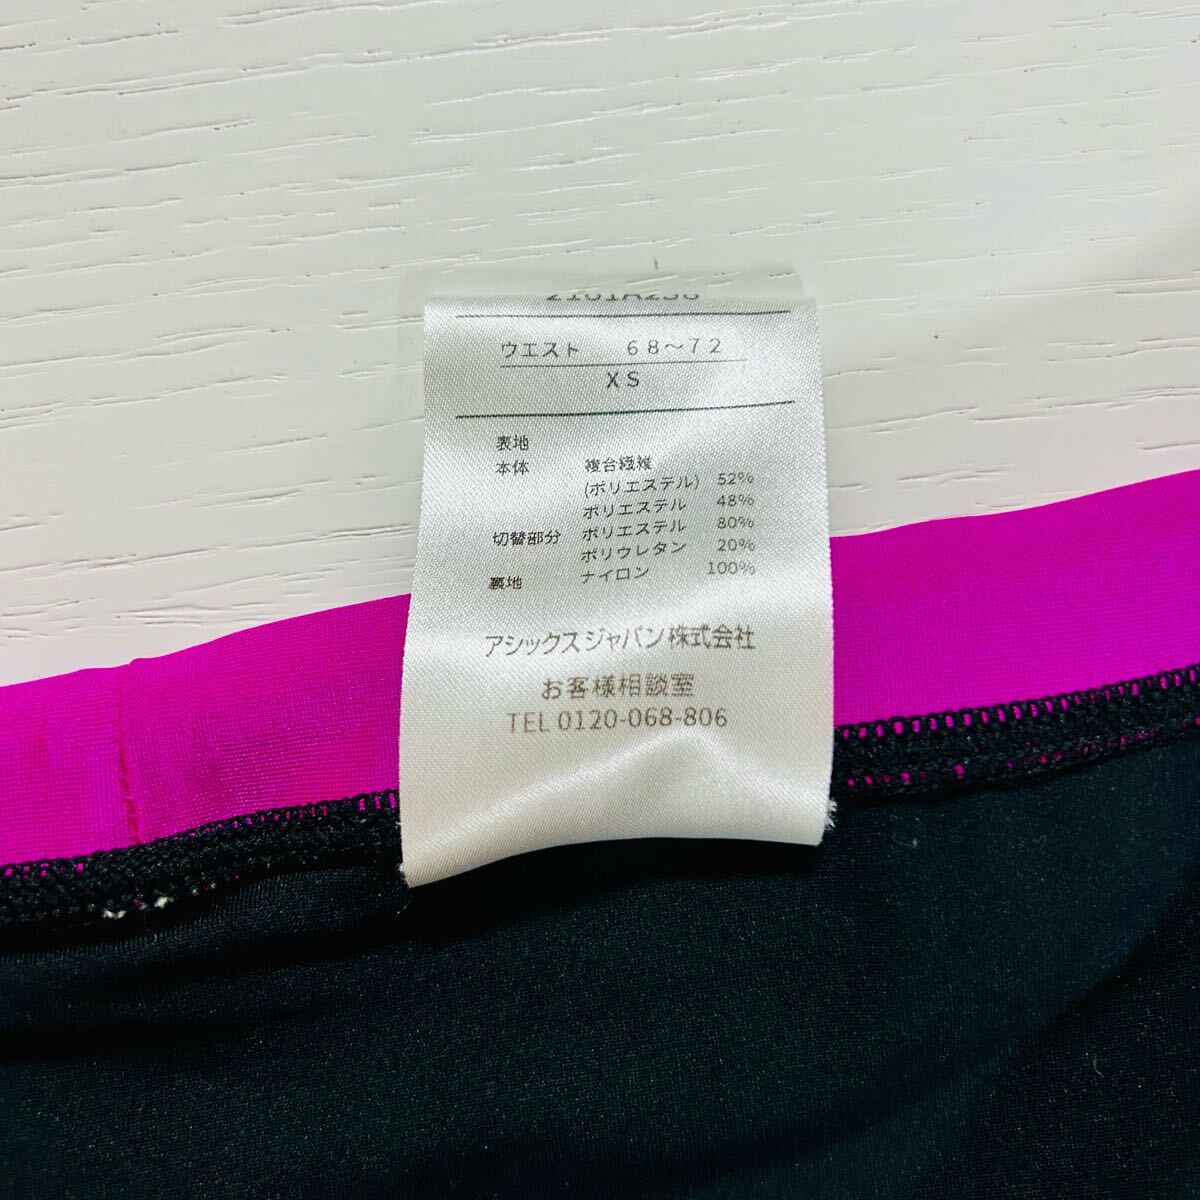 ウエスト 68～72
XS
表地
本体 複合繊維
(ポリエステル) 52%
ポリエステル 48%
切替部分 ポリエステル 80%
ポリウレタン 20%
裏地 ナイロン 100%
アシックスジャパン株式会社
お客様相談室
TEL 0120-068-806